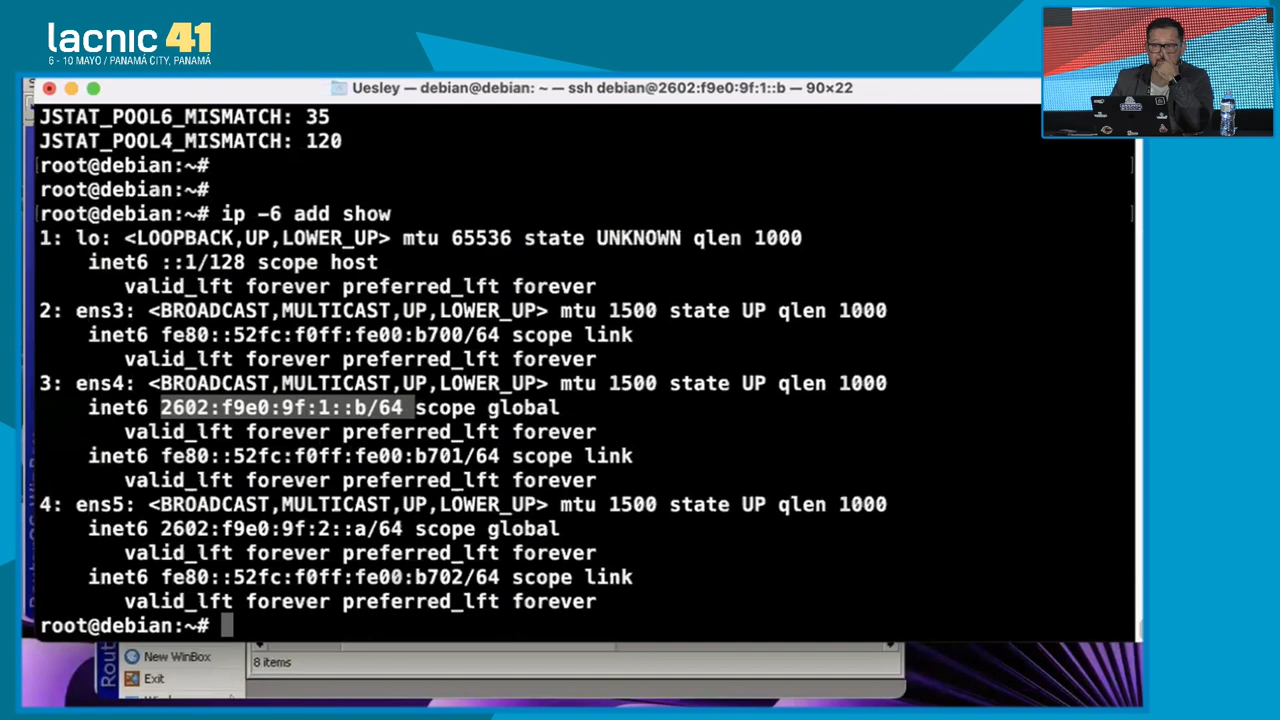 lacnic 41
6 - 10 MAYO / PANAMÁ CITY, PANAMÁ
Uesley — debian@debian: ~ — ssh debian@2602:f9e0:9f:1::b — 90×22
JSTAT_POOL6_MISMATCH: 35
JSTAT_POOL4_MISMATCH: 120
root@debian:~#
root@debian:~#
root@debian:~# ip -6 add show
1: lo: <LOOPBACK,UP,LOWER_UP> mtu 65536 state UNKNOWN qlen 1000
inet6 ::1/128 scope host
valid_lft forever preferred_lft forever
2: ens3: <BROADCAST,MULTICAST,UP,LOWER_UP> mtu 1500 state UP qlen 1000
inet6 fe80::52fc:f0ff:fe00:b700/64 scope link
valid_lft forever preferred_lft forever
3: ens4: <BROADCAST,MULTICAST,UP,LOWER_UP> mtu 1500 state UP qlen 1000
inet6 2602:f9e0:9f:1::b/64 scope global
valid_lft forever preferred_lft forever
inet6 fe80::52fc:f0ff:fe00:b701/64 scope link
valid_lft forever preferred_lft forever
4: ens5: <BROADCAST,MULTICAST,UP,LOWER_UP> mtu 1500 state UP qlen 1000
inet6 2602:f9e0:9f:2::a/64 scope global
valid_lft forever preferred_lft forever
inet6 fe80::52fc:f0ff:fe00:b702/64 scope link
valid_lft forever preferred_lft forever
root@debian:~#
New WinBox
8 items
Exit